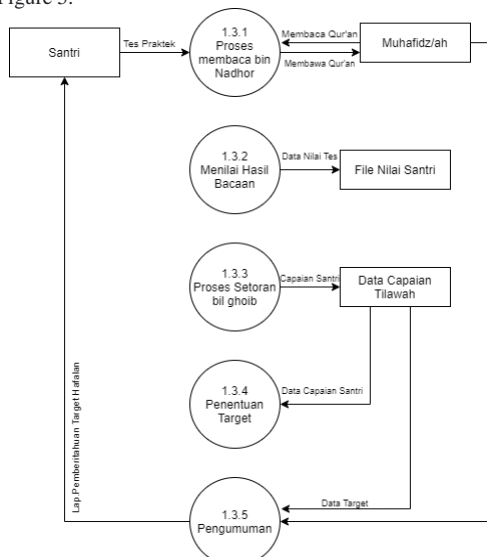 Figure 3.
Santri
Tes Praktek
1.3.1
Proses
membaca bin
Nadhor
Membaca Qur'an
Membawa Qur'an
Muhafidz/ah
1.3.2
Menilai Hasil
Bacaan
Data Nilai Tes
File Nilai Santri
1.3.3
Proses Setoran
bil ghoib
Capaian Santri
Data Capaian
Tilawah
1.3.4
Penentuan
Target
Data Capaian Santri
Lap.Pemberitahuan Target Hafalan
1.3.5
Pengumuman
Data Target